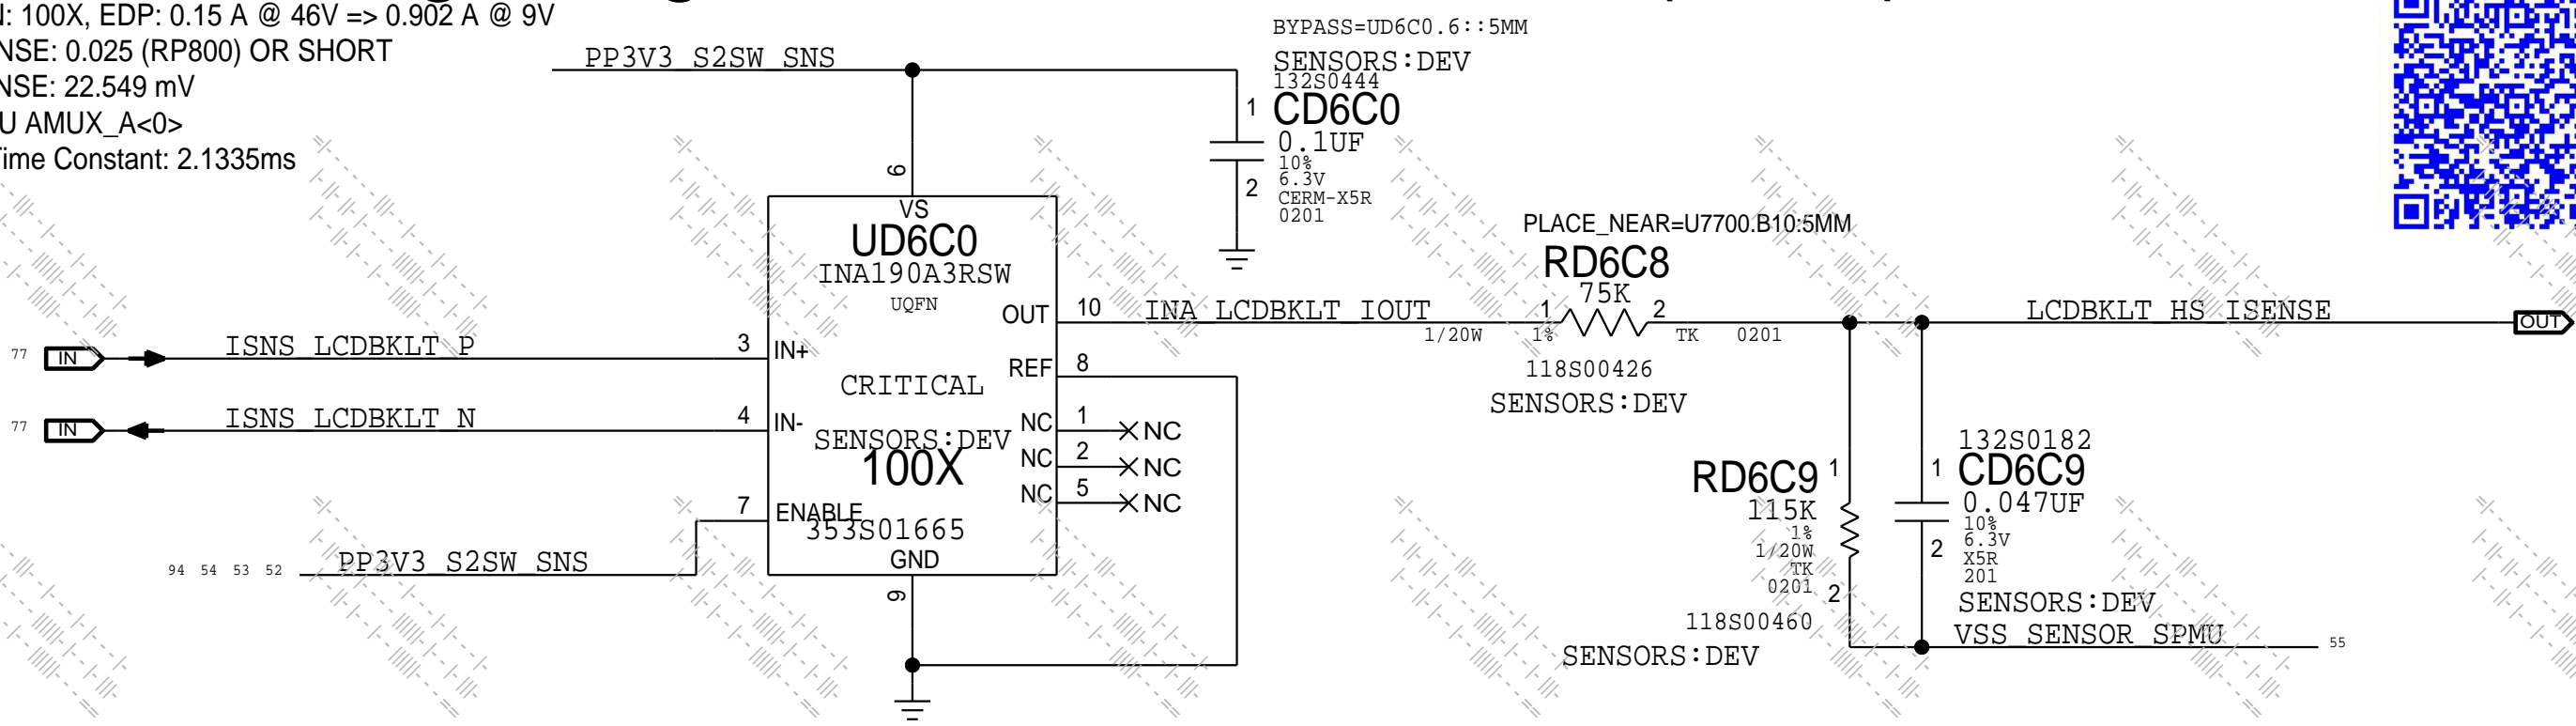 N: 100X, EDP: 0.15 A @ 46V => 0.902 A @ 9V
NSE: 0.025 (RP800) OR SHORT
NSE: 22.549 mV
U AMUX_A<0>
Time Constant: 2.1335ms
PP3V3_S2SW_SNS
BYPASS=UD6C0.6::5MM
SENSORS:DEV
132S0444
1
CD6C0
0.1UF
10%
6.3V
CERM-X5R
0201
2
6
VS
UD6C0
INA190A3RSW
UQFN
OUT
10
INA_LCDBKLT_IOUT
PLACE_NEAR=U7700.B10:5MM
RD6C8
75K
1
2
1/20W
1%
TK
0201
118S00426
SENSORS:DEV
LCDBKLT_HS_ISENSE
OUT
77
IN
ISNS_LCDBKLT_P
3
IN+
REF
8
CRITICAL
77
IN
ISNS_LCDBKLT_N
4
IN-
SENSORS:DEV
100X
NC
1
NC
NC
2
NC
NC
5
NC
7
ENABLE
353S01665
GND
9
94 54 53 52
PP3V3_S2SW_SNS
RD6C9
1
115K
1%
1/20W
TK
0201
2
118S00460
SENSORS:DEV
132S0182
1
CD6C9
0.047UF
10%
6.3V
X5R
201
2
SENSORS:DEV
VSS_SENSOR_SPMU
55